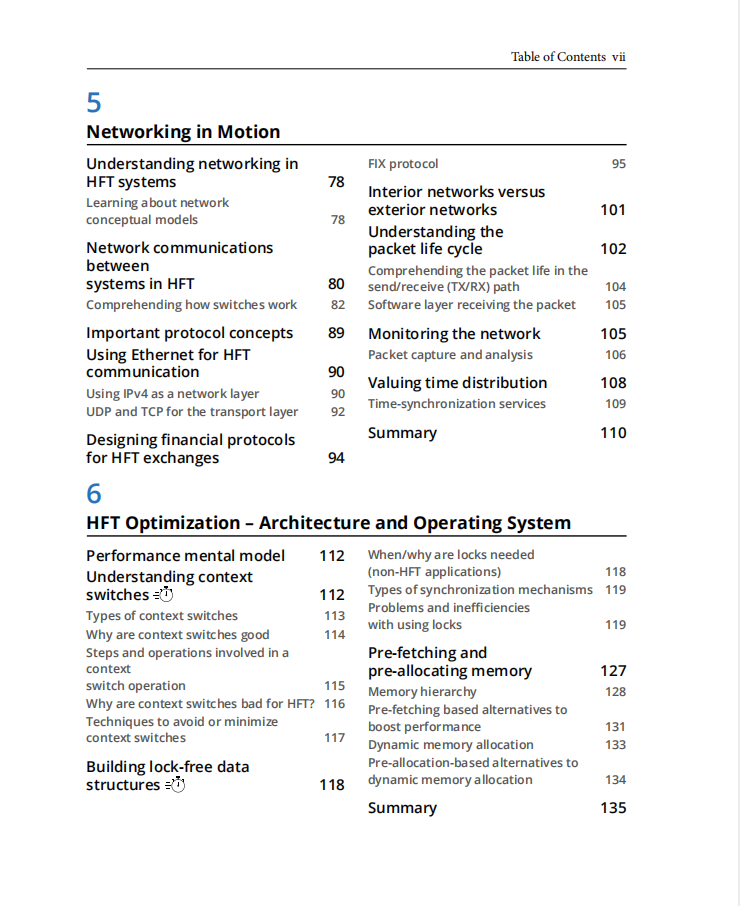 Table of Contents vii
5
Networking in Motion
Understanding networking in
HFT systems 78
Learning about network
conceptual models 78
Network communications
between
systems in HFT 80
Comprehending how switches work 82
Important protocol concepts 89
Using Ethernet for HFT
communication 90
Using IPv4 as a network layer 90
UDP and TCP for the transport layer 92
Designing financial protocols
for HFT exchanges 94
FIX protocol 95
Interior networks versus
exterior networks 101
Understanding the
packet life cycle 102
Comprehending the packet life in the
send/receive (TX/RX) path 104
Software layer receiving the packet 105
Monitoring the network 105
Packet capture and analysis 106
Valuing time distribution 108
Time-synchronization services 109
Summary 110
6
HFT Optimization – Architecture and Operating System
Performance mental model 112
Understanding context
switches 112
Types of context switches 113
Why are context switches good 114
Steps and operations involved in a
context
switch operation 115
Why are context switches bad for HFT? 116
Techniques to avoid or minimize
context switches 117
Building lock-free data
structures 118
When/why are locks needed
(non-HFT applications) 118
Types of synchronization mechanisms 119
Problems and inefficiencies
with using locks 119
Pre-fetching and
pre-allocating memory 127
Memory hierarchy 128
Pre-fetching based alternatives to
boost performance 131
Dynamic memory allocation 133
Pre-allocation-based alternatives to
dynamic memory allocation 134
Summary 135